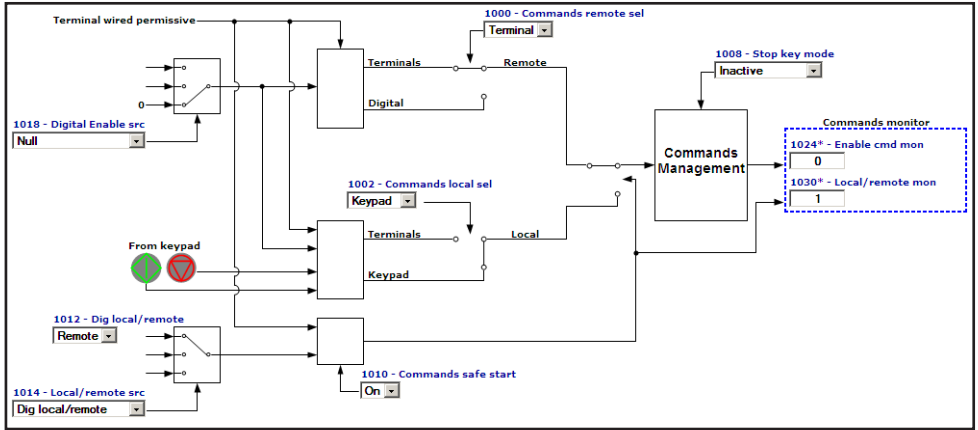 Terminal wired permissive
1000 - Commands remote sel
Terminal
1008 - Stop key mode
Inactive
Terminals
Remote
Digital
0
1018 - Digital Enable src
Null
Commands Management
Commands monitor
1024* - Enable cmd mon
0
1030* - Local/remote mon
1
1002 - Commands local sel
Keypad
Terminals
Local
From keypad
Keypad
1012 - Dig local/remote
Remote
1010 - Commands safe start
On
1014 - Local/remote src
Dig local/remote